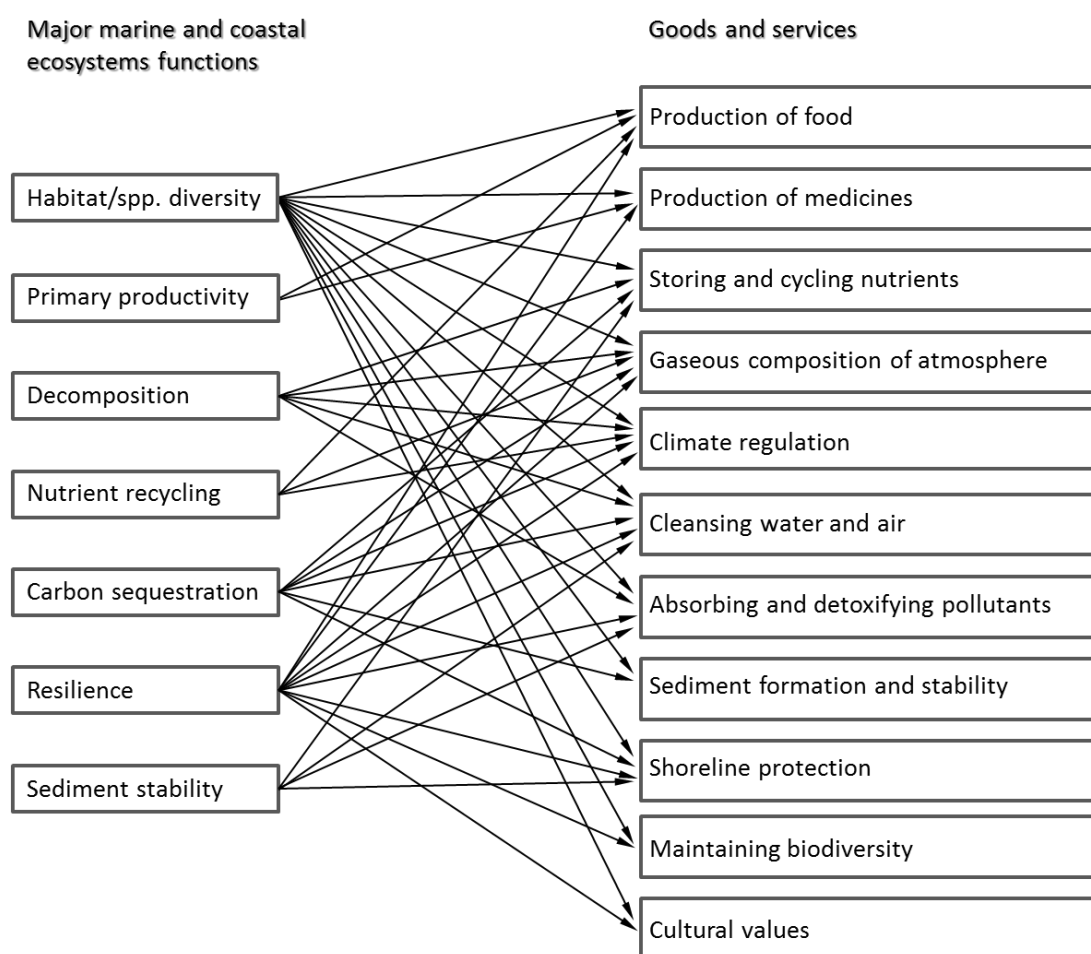 Major marine and coastal
ecosystems functions
Goods and services
Habitat/spp. diversity
Primary productivity
Decomposition
Nutrient recycling
Carbon sequestration
Resilience
Sediment stability
Production of food
Production of medicines
Storing and cycling nutrients
Gaseous composition of atmosphere
Climate regulation
Cleansing water and air
Absorbing and detoxifying pollutants
Sediment formation and stability
Shoreline protection
Maintaining biodiversity
Cultural values